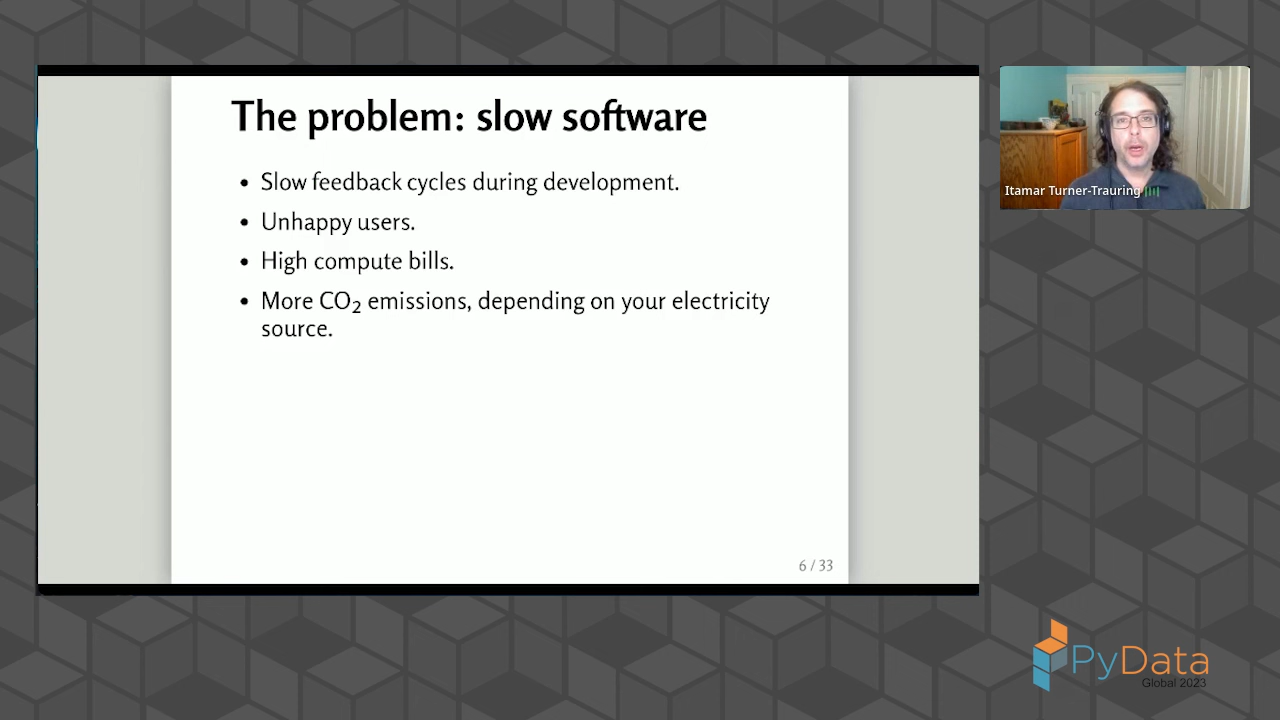 The problem: slow software
• Slow feedback cycles during development.
• Unhappy users.
• High compute bills.
• More CO₂ emissions, depending on your electricity
source.
6 / 33
Itamar Turner-Trauring
PyData
Global 2023